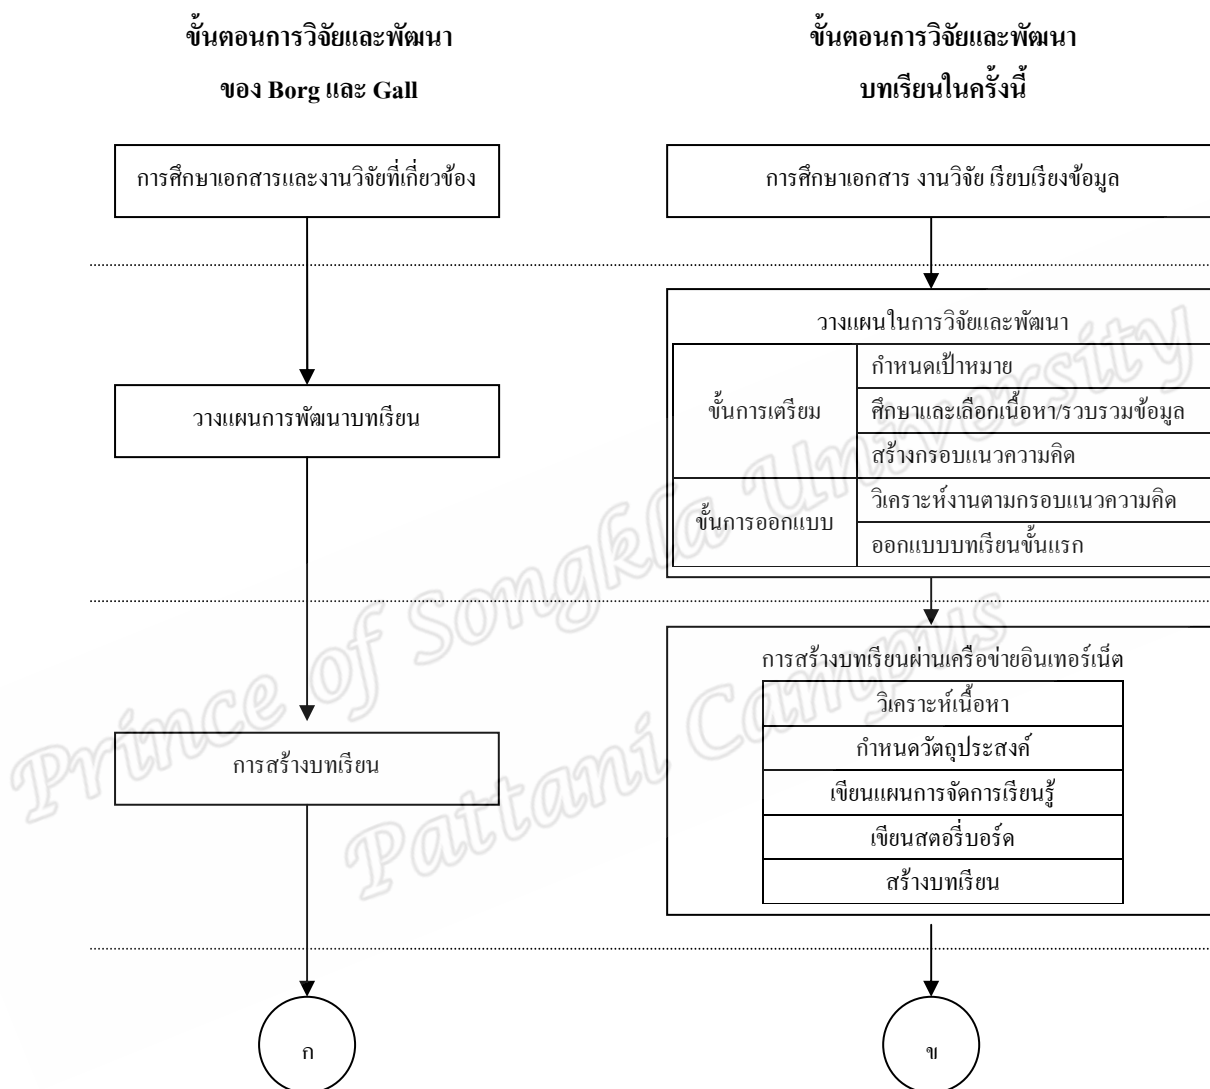 ขั้นตอนการวิจัยและพัฒนา
ของ Borg และ Gall
ขั้นตอนการวิจัยและพัฒนา
บทเรียนในครั้งนี้
การศึกษาเอกสารและงานวิจัยที่เกี่ยวข้อง
การศึกษาเอกสาร งานวิจัย เรียบเรียงข้อมูล
วางแผนการพัฒนาบทเรียน
วางแผนในการวิจัยและพัฒนา
ขั้นการเตรียม
กำหนดเป้าหมาย
ศึกษาและเลือกเนื้อหา/รวบรวมข้อมูล
สร้างกรอบแนวความคิด
ขั้นการออกแบบ
วิเคราะห์งานตามกรอบแนวความคิด
ออกแบบบทเรียนขั้นแรก
การสร้างบทเรียน
การสร้างบทเรียนผ่านเครือข่ายอินเทอร์เน็ต
วิเคราะห์เนื้อหา
กำหนดวัตถุประสงค์
เขียนแผนการจัดการเรียนรู้
เขียนสตอรี่บอร์ด
สร้างบทเรียน
ก
ข
Prince of Songkla University
Pattani Campus